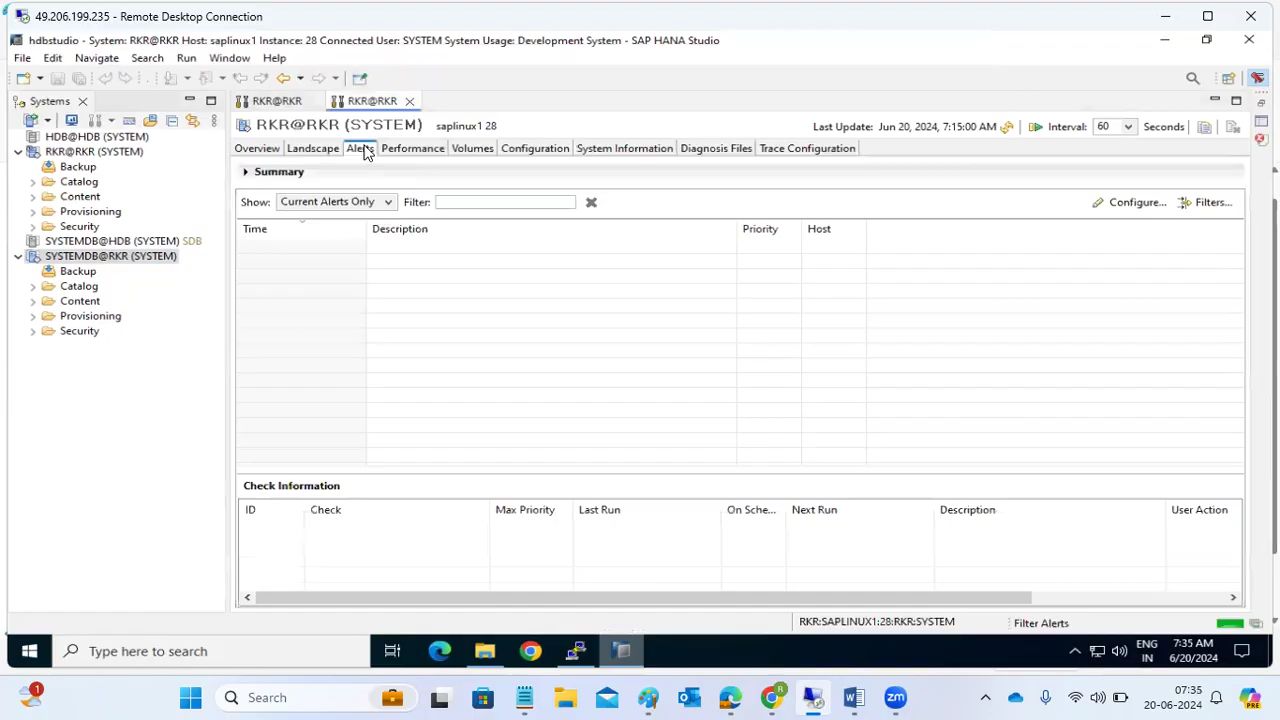 49.206.199.235 - Remote Desktop Connection
hdbstudio - System: RKR@RKR Host: saplinux1 Instance: 28 Connected User: SYSTEM System Usage: Development System - SAP HANA Studio
File Edit Navigate Search Run Window Help
Systems
RKR@RKR
RKR@RKR
HDB@HDB (SYSTEM)
RKR@RKR (SYSTEM)
Backup
Catalog
Content
Provisioning
Security
SYSTEMDB@HDB (SYSTEM) SDB
SYSTEMDB@RKR (SYSTEM)
Backup
Catalog
Content
Provisioning
Security
RKR@RKR (SYSTEM) saplinux1 28
Last Update: Jun 20, 2024, 7:15:00 AM Interval: 60 Seconds
Overview Landscape Alerts Performance Volumes Configuration System Information Diagnosis Files Trace Configuration
Summary
Show: Current Alerts Only Filter: Configure... Filters...
Time Description Priority Host
Check Information
ID Check Max Priority Last Run On Sche... Next Run Description User Action
RKR:SAPLINUX1:28:RKR:SYSTEM Filter Alerts
Type here to search
ENG
IN
7:35 AM
6/20/2024
1
Search
R
zm
07:35
20-06-2024
PRE